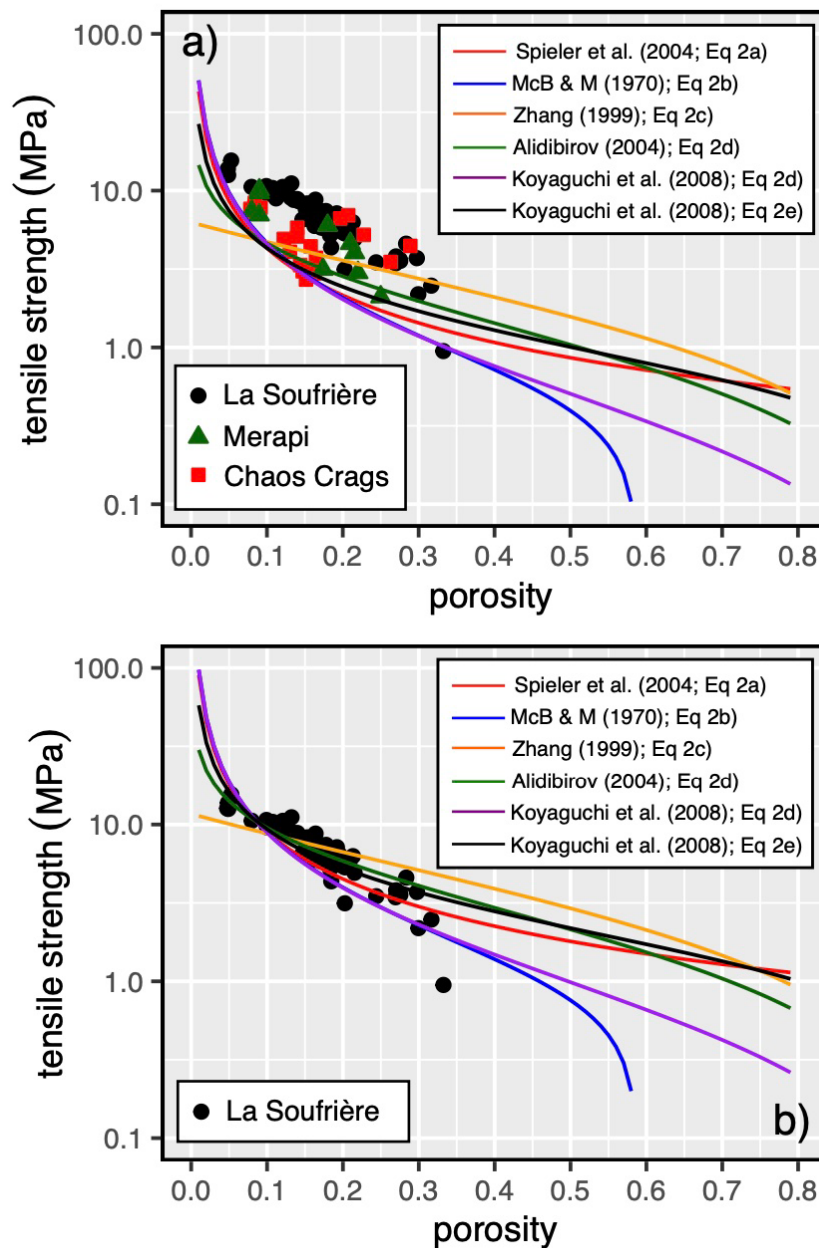 a)
100.0
10.0
1.0
0.1
tensile strength (MPa)
Spieler et al. (2004; Eq 2a)
McB & M (1970); Eq 2b)
Zhang (1999); Eq 2c)
Alidibirov (2004); Eq 2d)
Koyaguchi et al. (2008); Eq 2d)
Koyaguchi et al. (2008); Eq 2e)
La Soufrière
Merapi
Chaos Crags
0.0 0.1 0.2 0.3 0.4 0.5 0.6 0.7 0.8
porosity
100.0
10.0
1.0
0.1
tensile strength (MPa)
Spieler et al. (2004; Eq 2a)
McB & M (1970); Eq 2b)
Zhang (1999); Eq 2c)
Alidibirov (2004); Eq 2d)
Koyaguchi et al. (2008); Eq 2d)
Koyaguchi et al. (2008); Eq 2e)
La Soufrière
b)
0.0 0.1 0.2 0.3 0.4 0.5 0.6 0.7 0.8
porosity